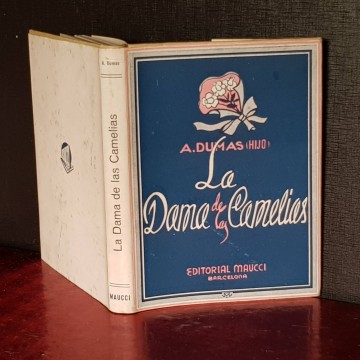 A. Dumas
La Dama de las Camelias
MAUCCI
A. DUMAS (HIJO)
La
Dama de las Camelias
EDITORIAL MAUCCI
BARCELONA